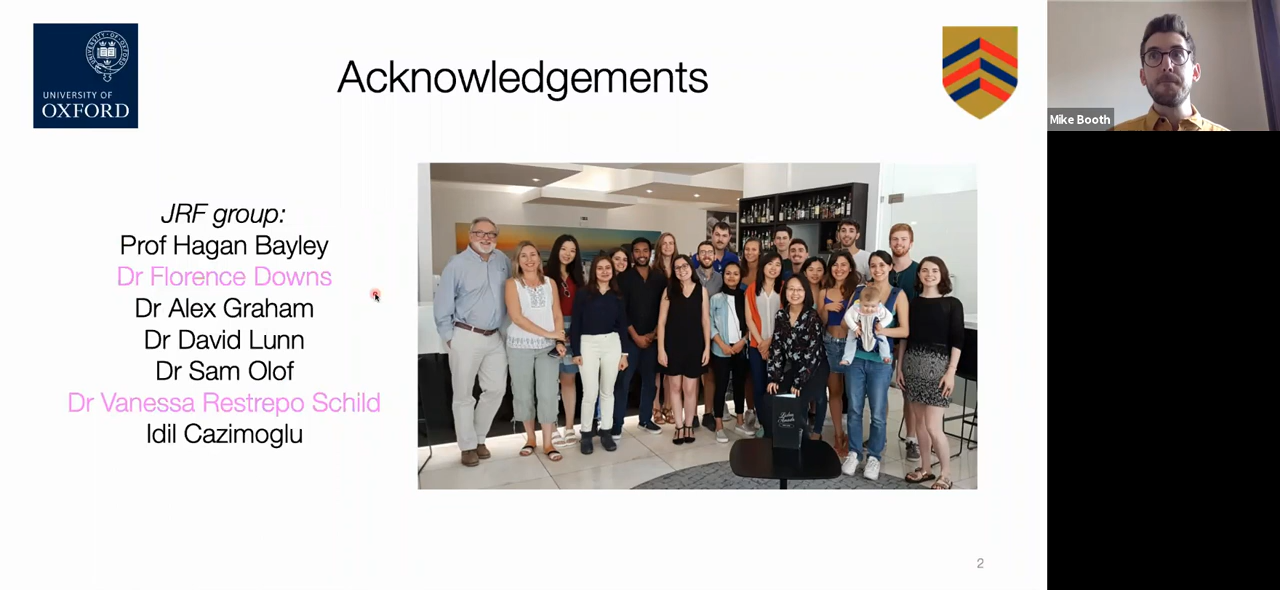 UNIVERSITY OF
OXFORD
Acknowledgements
Mike Booth
JRF group:
Prof Hagan Bayley
Dr Florence Downs
Dr Alex Graham
Dr David Lunn
Dr Sam Olof
Dr Vanessa Restrepo Schild
Idil Cazimoglu
2